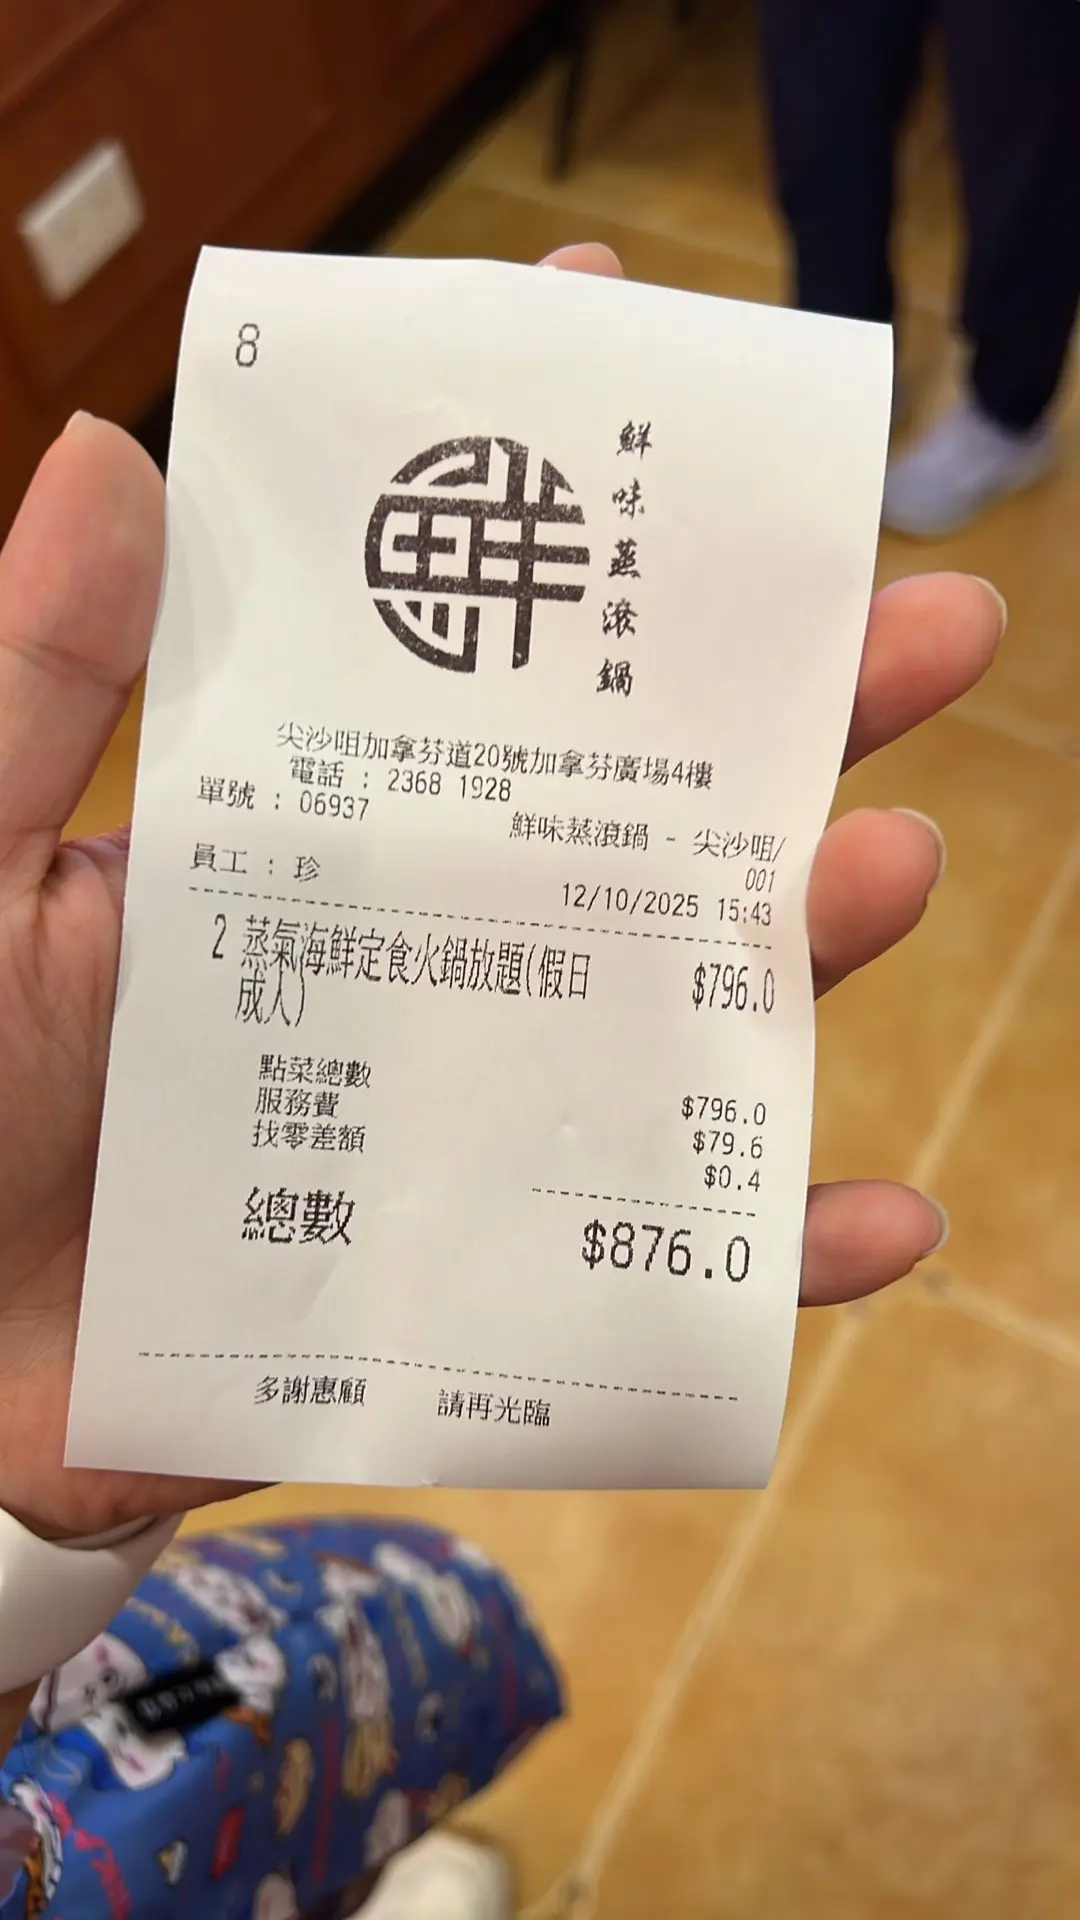 8
鮮
鮮味蒸滾鍋
尖沙咀加拿芬道20號加拿芬廣場4樓
電話 : 2368 1928
單號 : 06937
鮮味蒸滾鍋 - 尖沙咀/
001
員工 : 珍
12/10/2025 15:43
2 蒸氣海鮮定食火鍋放題(假日 $796.0
成人)
點菜總數 $796.0
服務費 $79.6
找零差額 $0.4
總數 $876.0
多謝惠顧 請再光臨